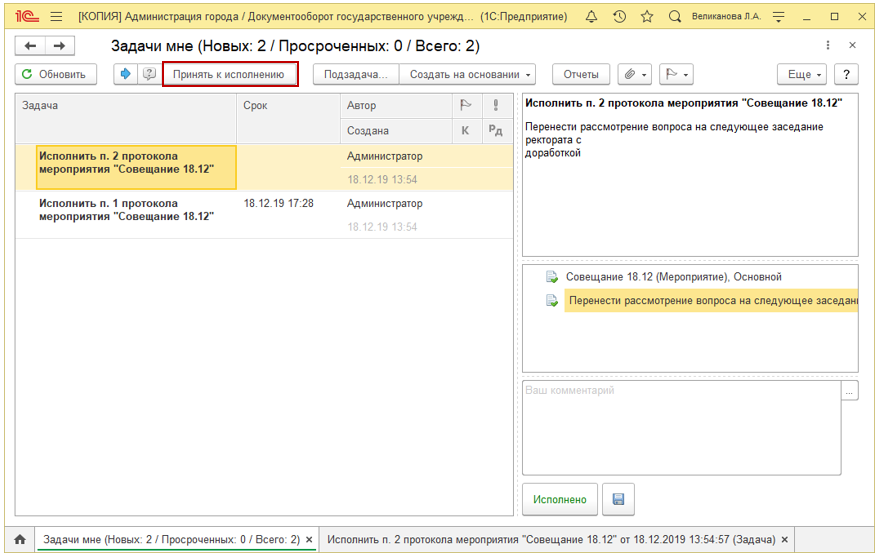 1С [КОПИЯ] Администрация города / Документооборот государственного учрежд... (1С:Предприятие) Великанова Л.А.
Задачи мне (Новых: 2 / Просроченных: 0 / Всего: 2)
Обновить Принять к исполнению Подзадача... Создать на основании Отчеты Еще ?
Задача Срок Автор
Создана К Рд
Исполнить п. 2 протокола
мероприятия "Совещание 18.12"
Администратор
18.12.19 13:54
Исполнить п. 1 протокола
мероприятия "Совещание 18.12"
18.12.19 17:28
Администратор
18.12.19 13:54
Исполнить п. 2 протокола мероприятия "Совещание 18.12"
Перенести рассмотрение вопроса на следующее заседание
ректората с
доработкой
Совещание 18.12 (Мероприятие), Основной
Перенести рассмотрение вопроса на следующее заседан
Ваш комментарий
...
Исполнено
Задачи мне (Новых: 2 / Просроченных: 0 / Всего: 2) × Исполнить п. 2 протокола мероприятия "Совещание 18.12" от 18.12.2019 13:54:57 (Задача) ×